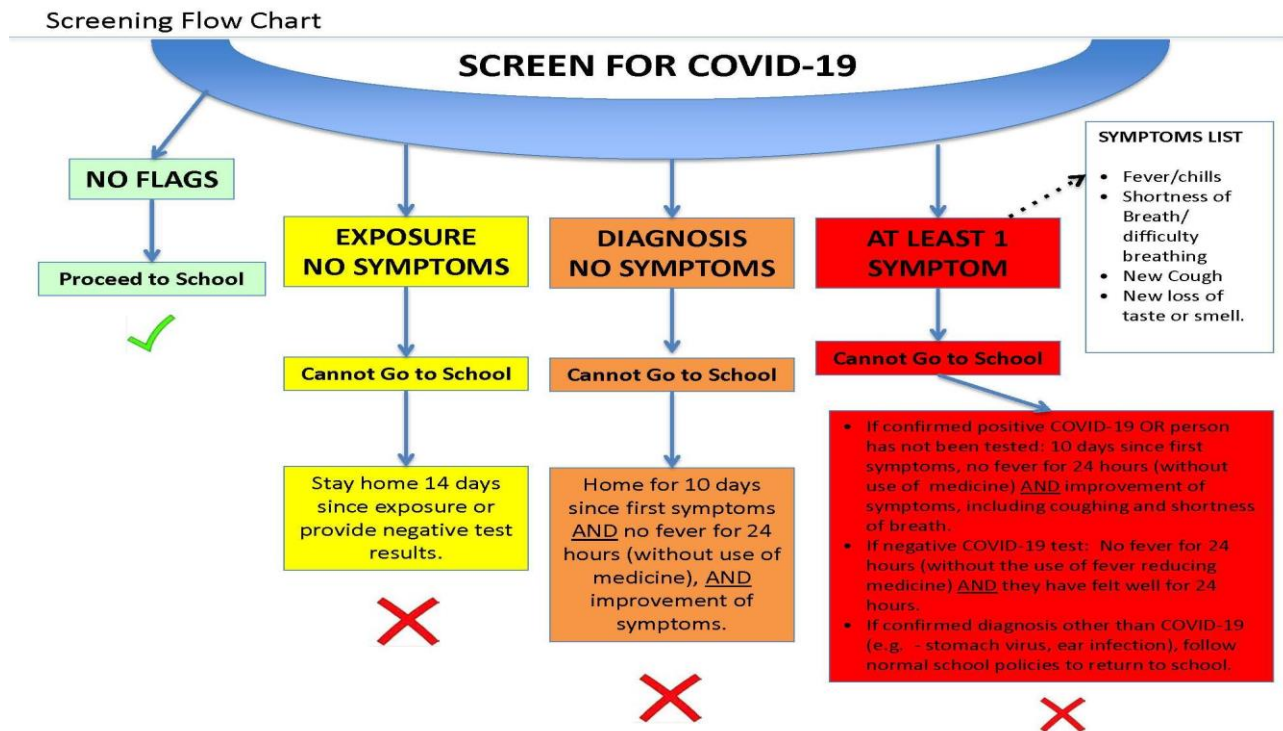 Screening Flow Chart
SCREEN FOR COVID-19
NO FLAGS
Proceed to School
EXPOSURE
NO SYMPTOMS
Cannot Go to School
Stay home 14 days
since exposure or
provide negative test
results.
DIAGNOSIS
NO SYMPTOMS
Cannot Go to School
Home for 10 days
since first symptoms
AND no fever for 24
hours (without use of
medicine), AND
improvement of
symptoms.
AT LEAST 1
SYMPTOM
Cannot Go to School
• If confirmed positive COVID-19 OR person
has not been tested: 10 days since first
symptoms, no fever for 24 hours (without
use of medicine) AND improvement of
symptoms, including coughing and shortness
of breath.
• If negative COVID-19 test: No fever for 24
hours (without the use of fever reducing
medicine) AND they have felt well for 24
hours.
• If confirmed diagnosis other than COVID-19
(e.g. - stomach virus, ear infection), follow
normal school policies to return to school.
SYMPTOMS LIST
• Fever/chills
• Shortness of
Breath/
difficulty
breathing
• New Cough
• New loss of
taste or smell.